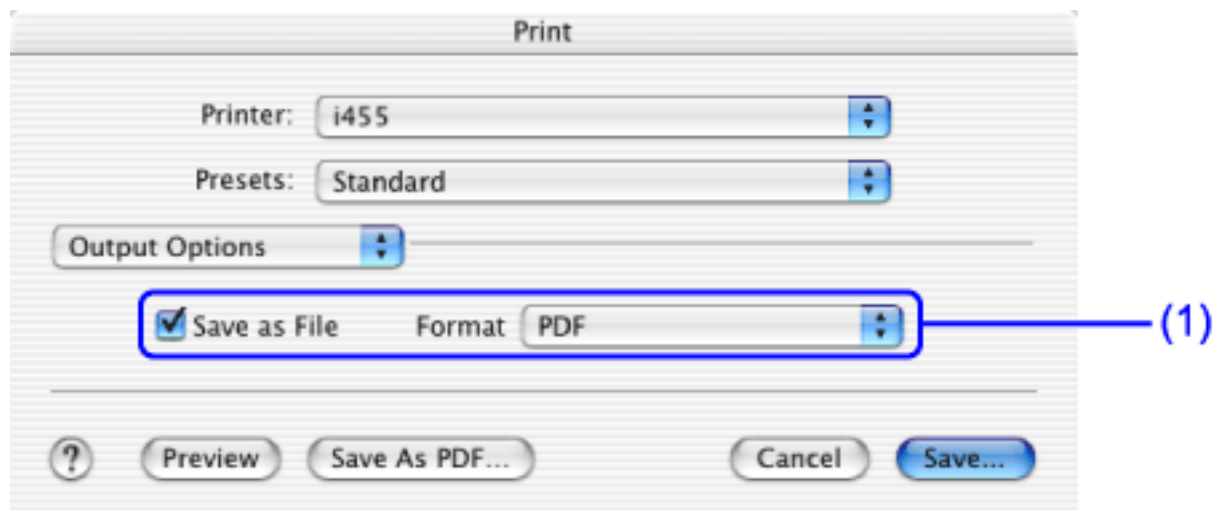 Print
Printer: i455
Presets: Standard
Output Options
Save as File Format PDF
(1)
? Preview Save As PDF... Cancel Save...